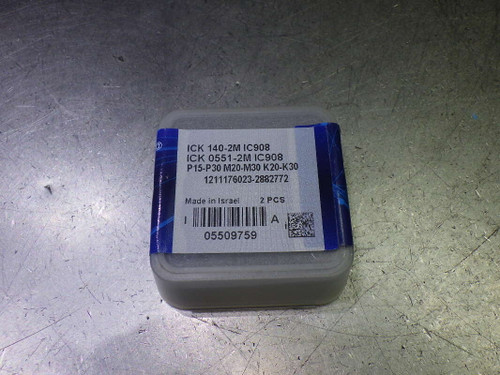 ICK 140-2M IC908
ICK 0551-2M IC908
P15-P30 M20-M30 K20-K30
1211176023-2882772
Made in Israel 2 PCS
I A
05509759